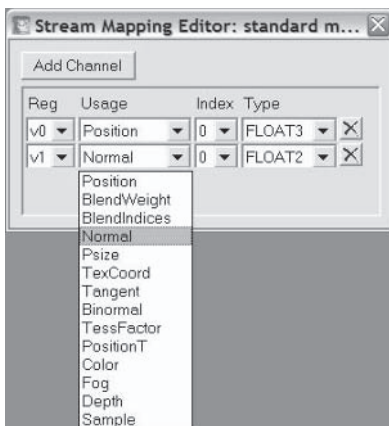 Stream Mapping Editor: standard m...
Add Channel
Reg Usage Index Type
v0 Position 0 FLOAT3
v1 Normal 0 FLOAT2
Position
BlendWeight
BlendIndices
Normal
Psize
TexCoord
Tangent
Binormal
TessFactor
PositionT
Color
Fog
Depth
Sample